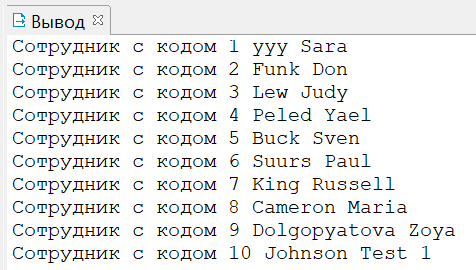 Вывод
Сотрудник с кодом 1 yyy Sara
Сотрудник с кодом 2 Funk Don
Сотрудник с кодом 3 Lew Judy
Сотрудник с кодом 4 Peled Yael
Сотрудник с кодом 5 Buck Sven
Сотрудник с кодом 6 Suurs Paul
Сотрудник с кодом 7 King Russell
Сотрудник с кодом 8 Cameron Maria
Сотрудник с кодом 9 Dolgopyatova Zoya
Сотрудник с кодом 10 Johnson Test 1